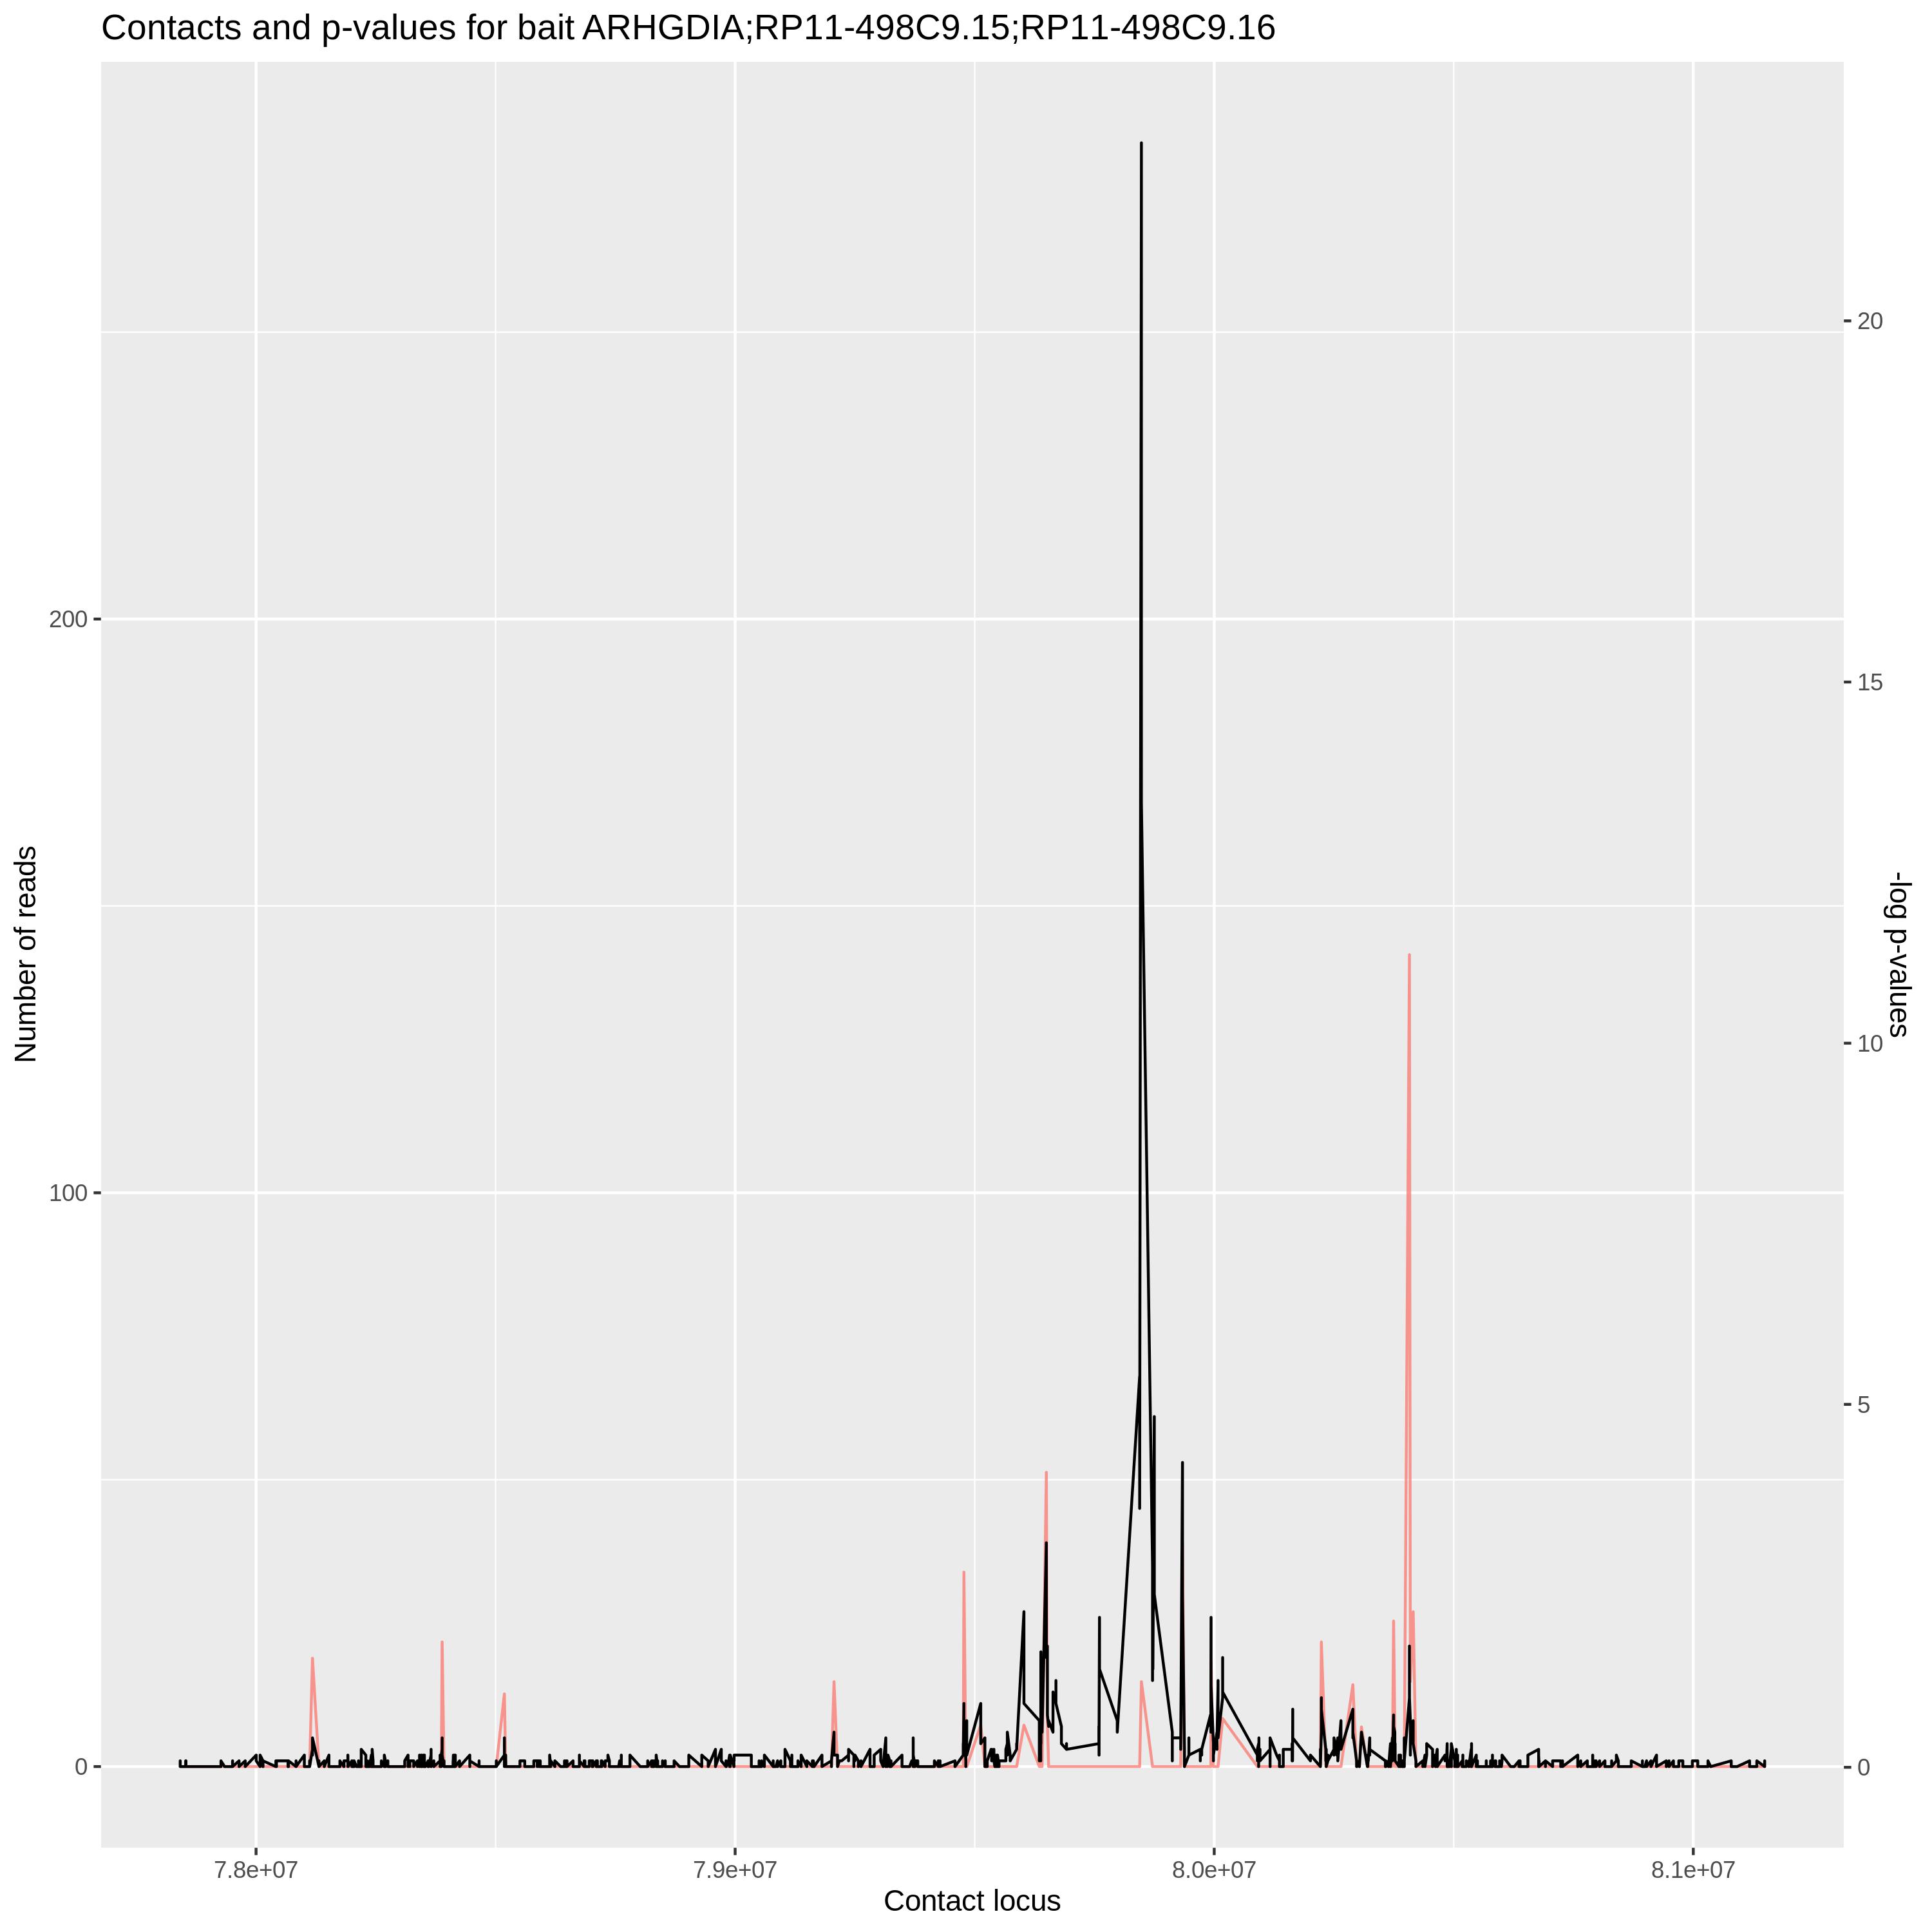 Contacts and p-values for bait ARHGDIA;RP11-498C9.15;RP11-498C9.16
Number of reads
200
100
0
20
15
10
5
0
-log p-values
7.8e+07 7.9e+07 8.0e+07 8.1e+07
Contact locus